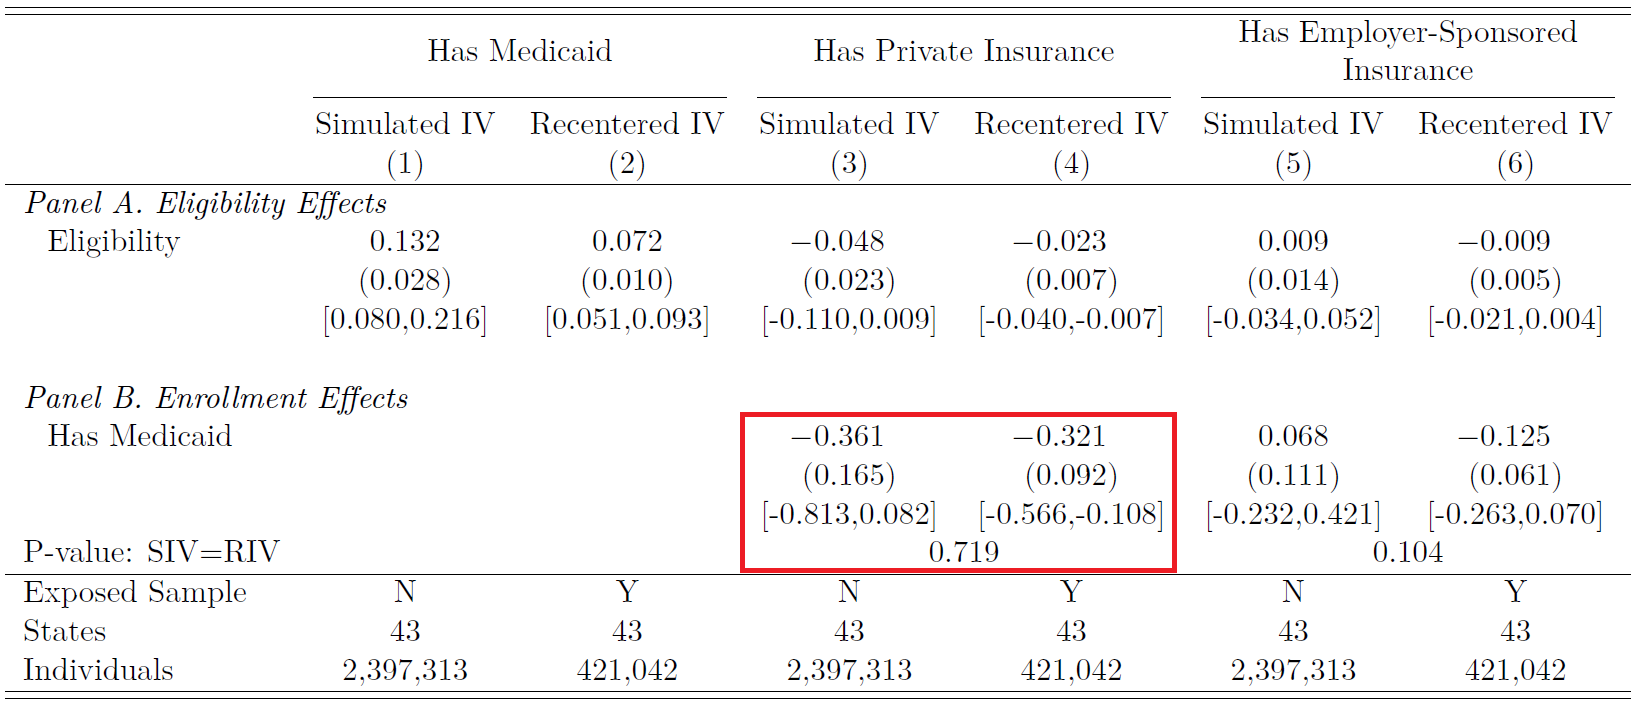 Has Medicaid Has Private Insurance Has Employer-Sponsored Insurance
Simulated IV Recentered IV Simulated IV Recentered IV Simulated IV Recentered IV
(1) (2) (3) (4) (5) (6)
Panel A. Eligibility Effects
Eligibility 0.132 0.072 −0.048 −0.023 0.009 −0.009
(0.028) (0.010) (0.023) (0.007) (0.014) (0.005)
[0.080,0.216] [0.051,0.093] [-0.110,0.009] [-0.040,-0.007] [-0.034,0.052] [-0.021,0.004]
Panel B. Enrollment Effects
Has Medicaid −0.361 −0.321 0.068 −0.125
(0.165) (0.092) (0.111) (0.061)
[-0.813,0.082] [-0.566,-0.108] [-0.232,0.421] [-0.263,0.070]
P-value: SIV=RIV 0.719 0.104
Exposed Sample N Y N Y N Y
States 43 43 43 43 43 43
Individuals 2,397,313 421,042 2,397,313 421,042 2,397,313 421,042